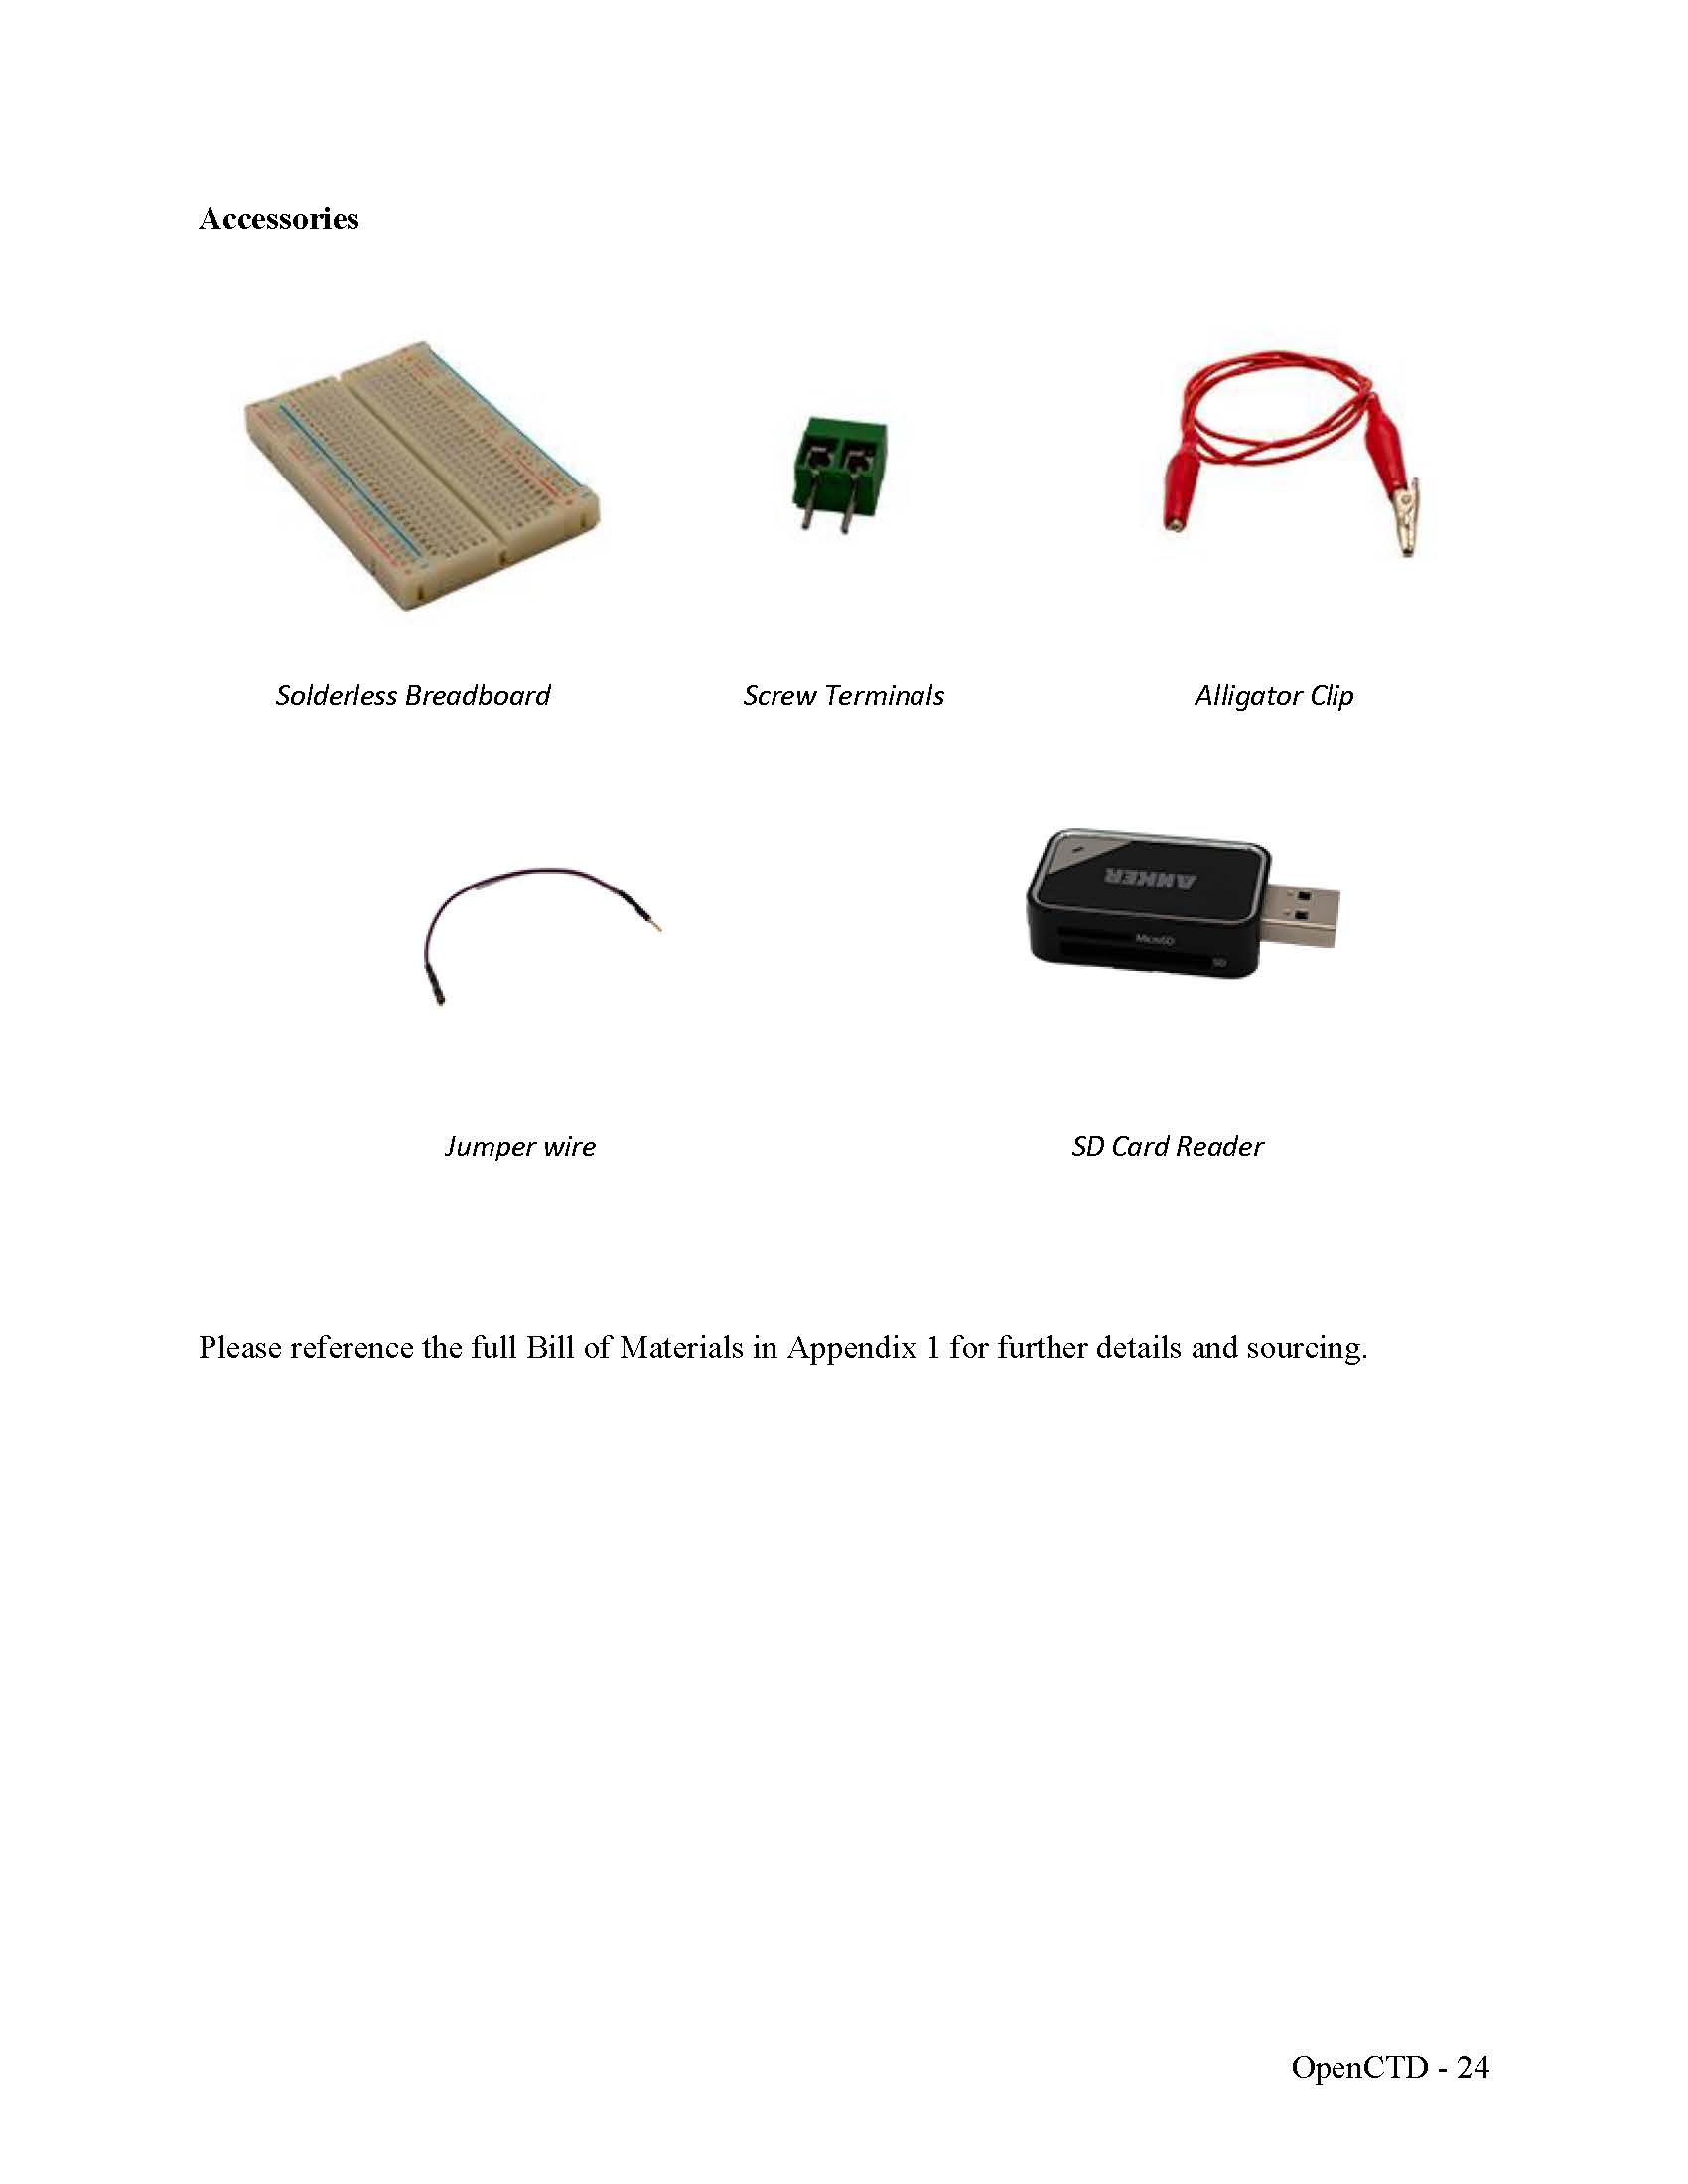 Accessories
Solderless Breadboard
Screw Terminals
Alligator Clip
ANKER
MicroSD
SD
Jumper wire
SD Card Reader
Please reference the full Bill of Materials in Appendix 1 for further details and sourcing.
OpenCTD - 24